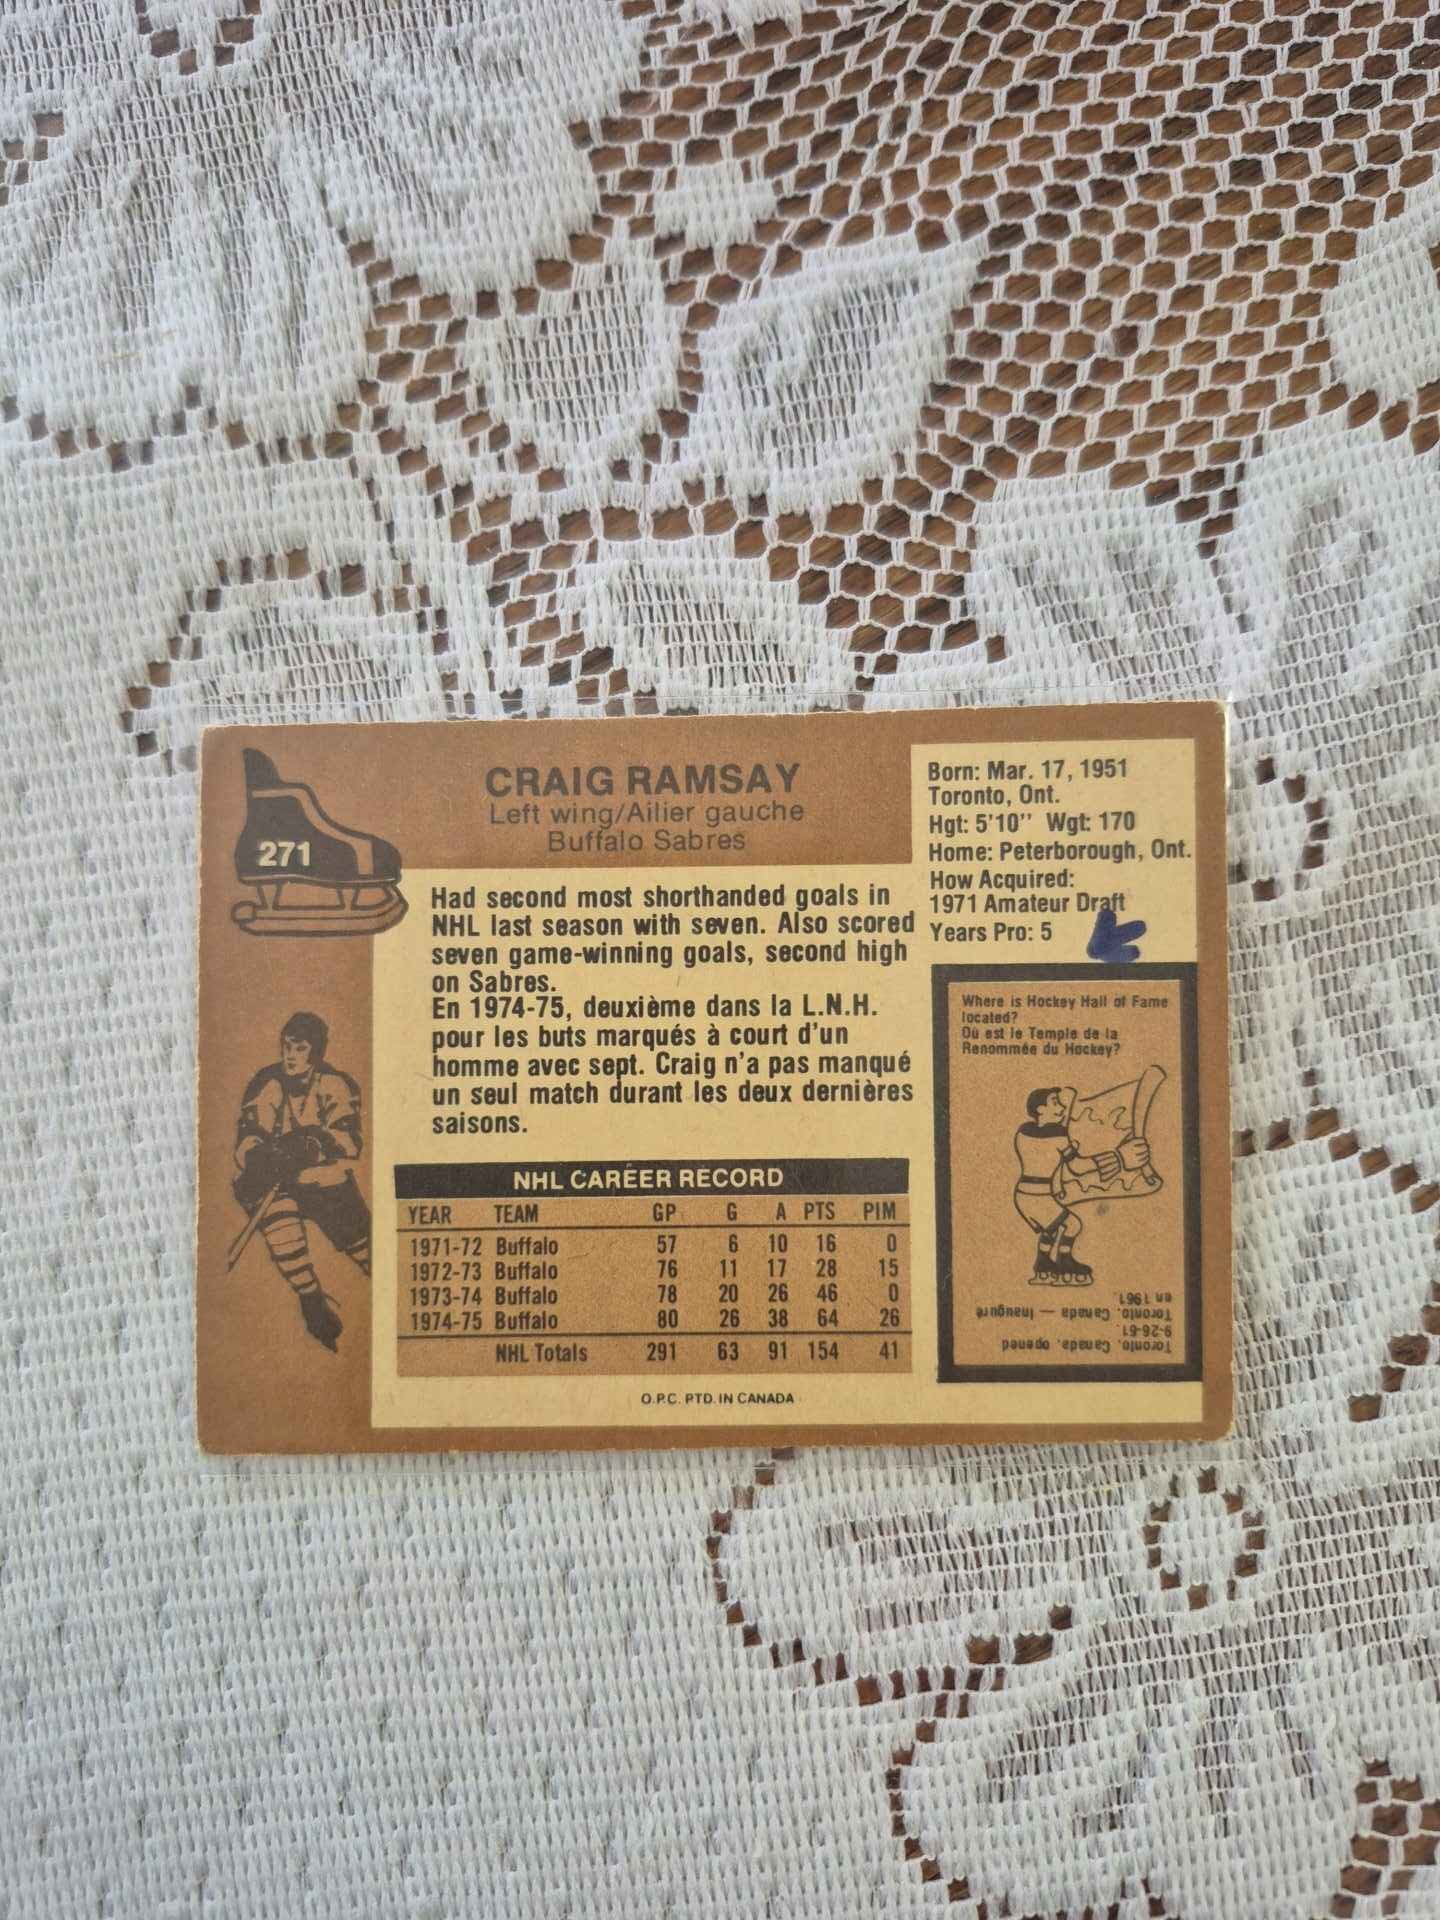 271
CRAIG RAMSAY
Left wing/Ailier gauche
Buffalo Sabres
Had second most shorthanded goals in
NHL last season with seven. Also scored
seven game-winning goals, second high
on Sabres.
En 1974-75, deuxième dans la L.N.H.
pour les buts marqués à court d'un
homme avec sept. Craig n'a pas manqué
un seul match durant les deux dernières
saisons.
NHL CAREER RECORD
YEAR TEAM GP G A PTS PIM
1971-72 Buffalo 57 6 10 16 0
1972-73 Buffalo 76 11 17 28 15
1973-74 Buffalo 78 20 26 46 0
1974-75 Buffalo 80 26 38 64 26
NHL Totals 291 63 91 154 41
O.P.C. PTD. IN CANADA
Born: Mar. 17, 1951
Toronto, Ont.
Hgt: 5'10'' Wgt: 170
Home: Peterborough, Ont.
How Acquired:
1971 Amateur Draft
Years Pro: 5
Where is Hockey Hall of Fame
located?
Où est le Temple de la
Renommée du Hockey?
Toronto, Canada, opened
9-26-61
Toronto, Canada — Inauguré
en 1961.